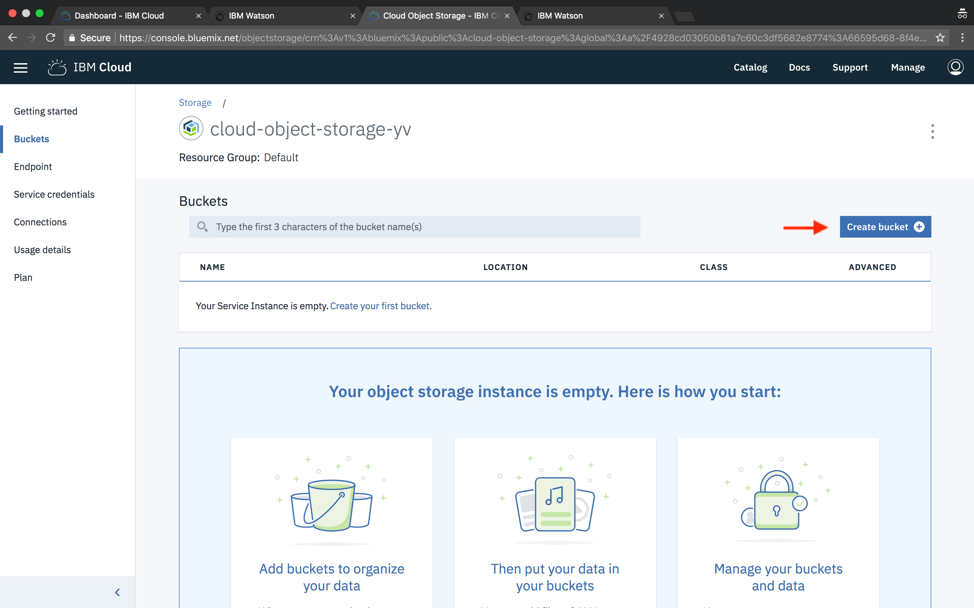 Dashboard - IBM Cloud
IBM Watson
Cloud Object Storage - IBM C
IBM Watson
Secure
https://console.bluemix.net/objectstorage/crn%3Av1%3Abluemix%3Apublic%3Acloud-object-storage%3Aglobal%3Aa%2F4928cd03050b81a7c60c3df5682e8774%3A66595d68-8f4e...
IBM Cloud
Catalog
Docs
Support
Manage
Getting started
Buckets
Endpoint
Service credentials
Connections
Usage details
Plan
Storage /
cloud-object-storage-yv
Resource Group: Default
Buckets
Type the first 3 characters of the bucket name(s)
Create bucket
NAME LOCATION CLASS ADVANCED
Your Service Instance is empty. Create your first bucket.
Your object storage instance is empty. Here is how you start:
Add buckets to organize
your data
Then put your data in
your buckets
Manage your buckets
and data